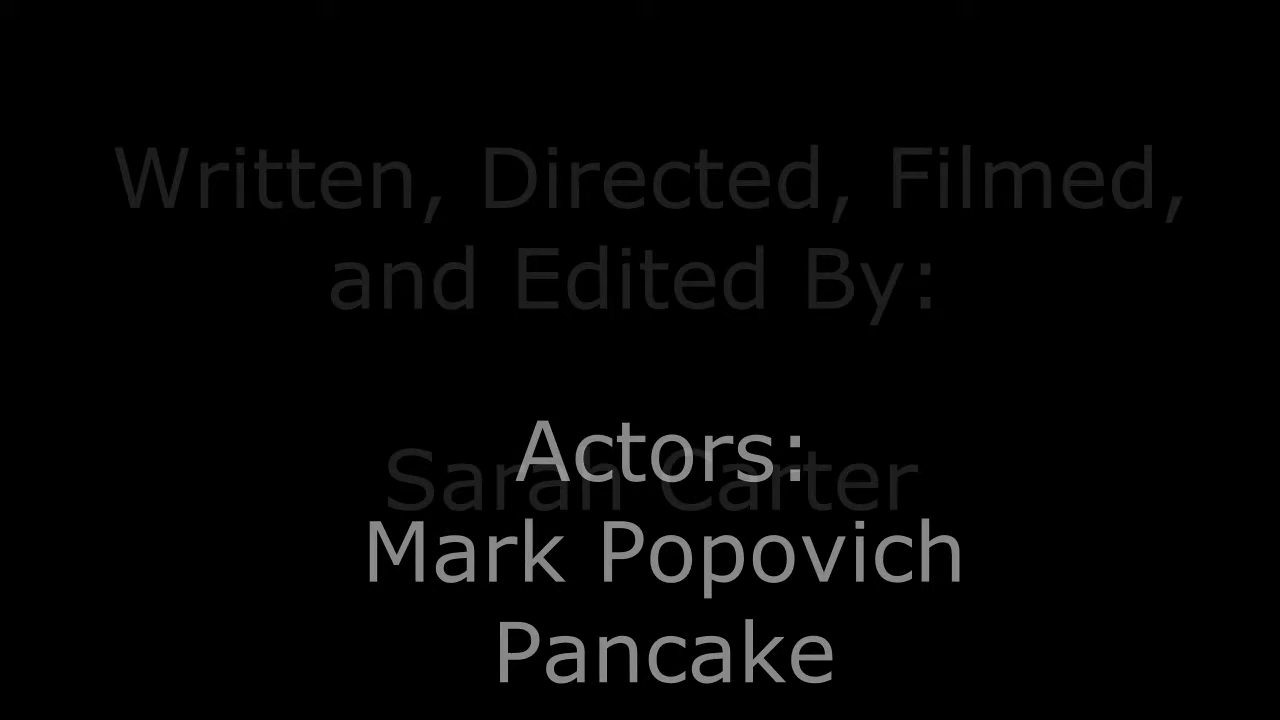 Written, Directed, Filmed,
and Edited By:
Sarah Carter
Actors:
Mark Popovich
Pancake